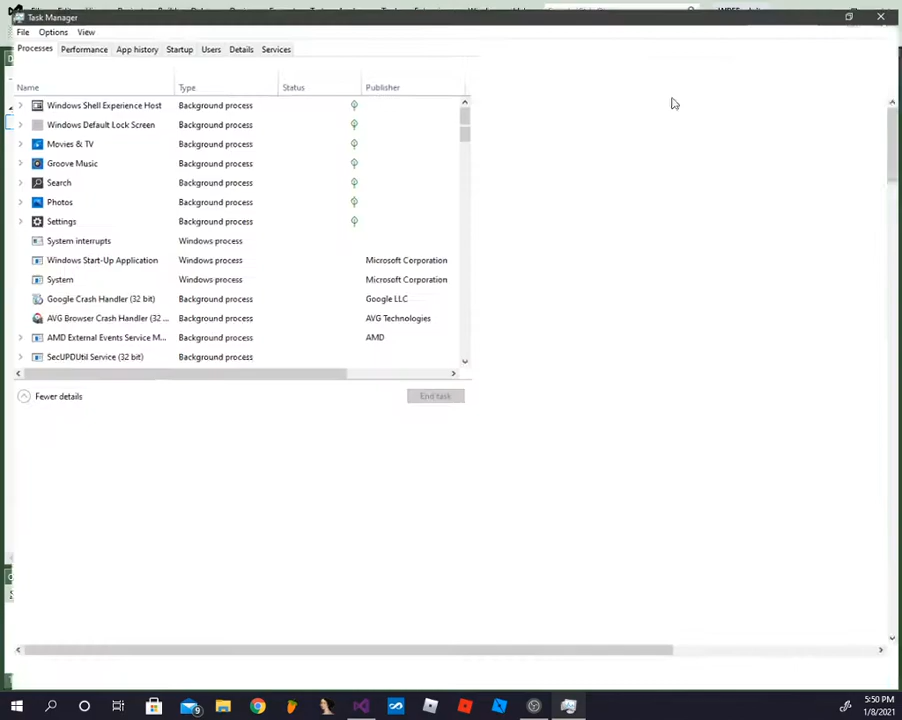 Task Manager
File Options View
Processes Performance App history Startup Users Details Services
Name Type Status Publisher
Windows Shell Experience Host Background process
Windows Default Lock Screen Background process
Movies & TV Background process
Groove Music Background process
Search Background process
Photos Background process
Settings Background process
System interrupts Windows process
Windows Start-Up Application Windows process Microsoft Corporation
System Windows process Microsoft Corporation
Google Crash Handler (32 bit) Background process Google LLC
AVG Browser Crash Handler (32 ... Background process AVG Technologies
AMD External Events Service M... Background process AMD
SecUPDUtil Service (32 bit) Background process
Fewer details End task
9
5:50 PM
1/8/2021